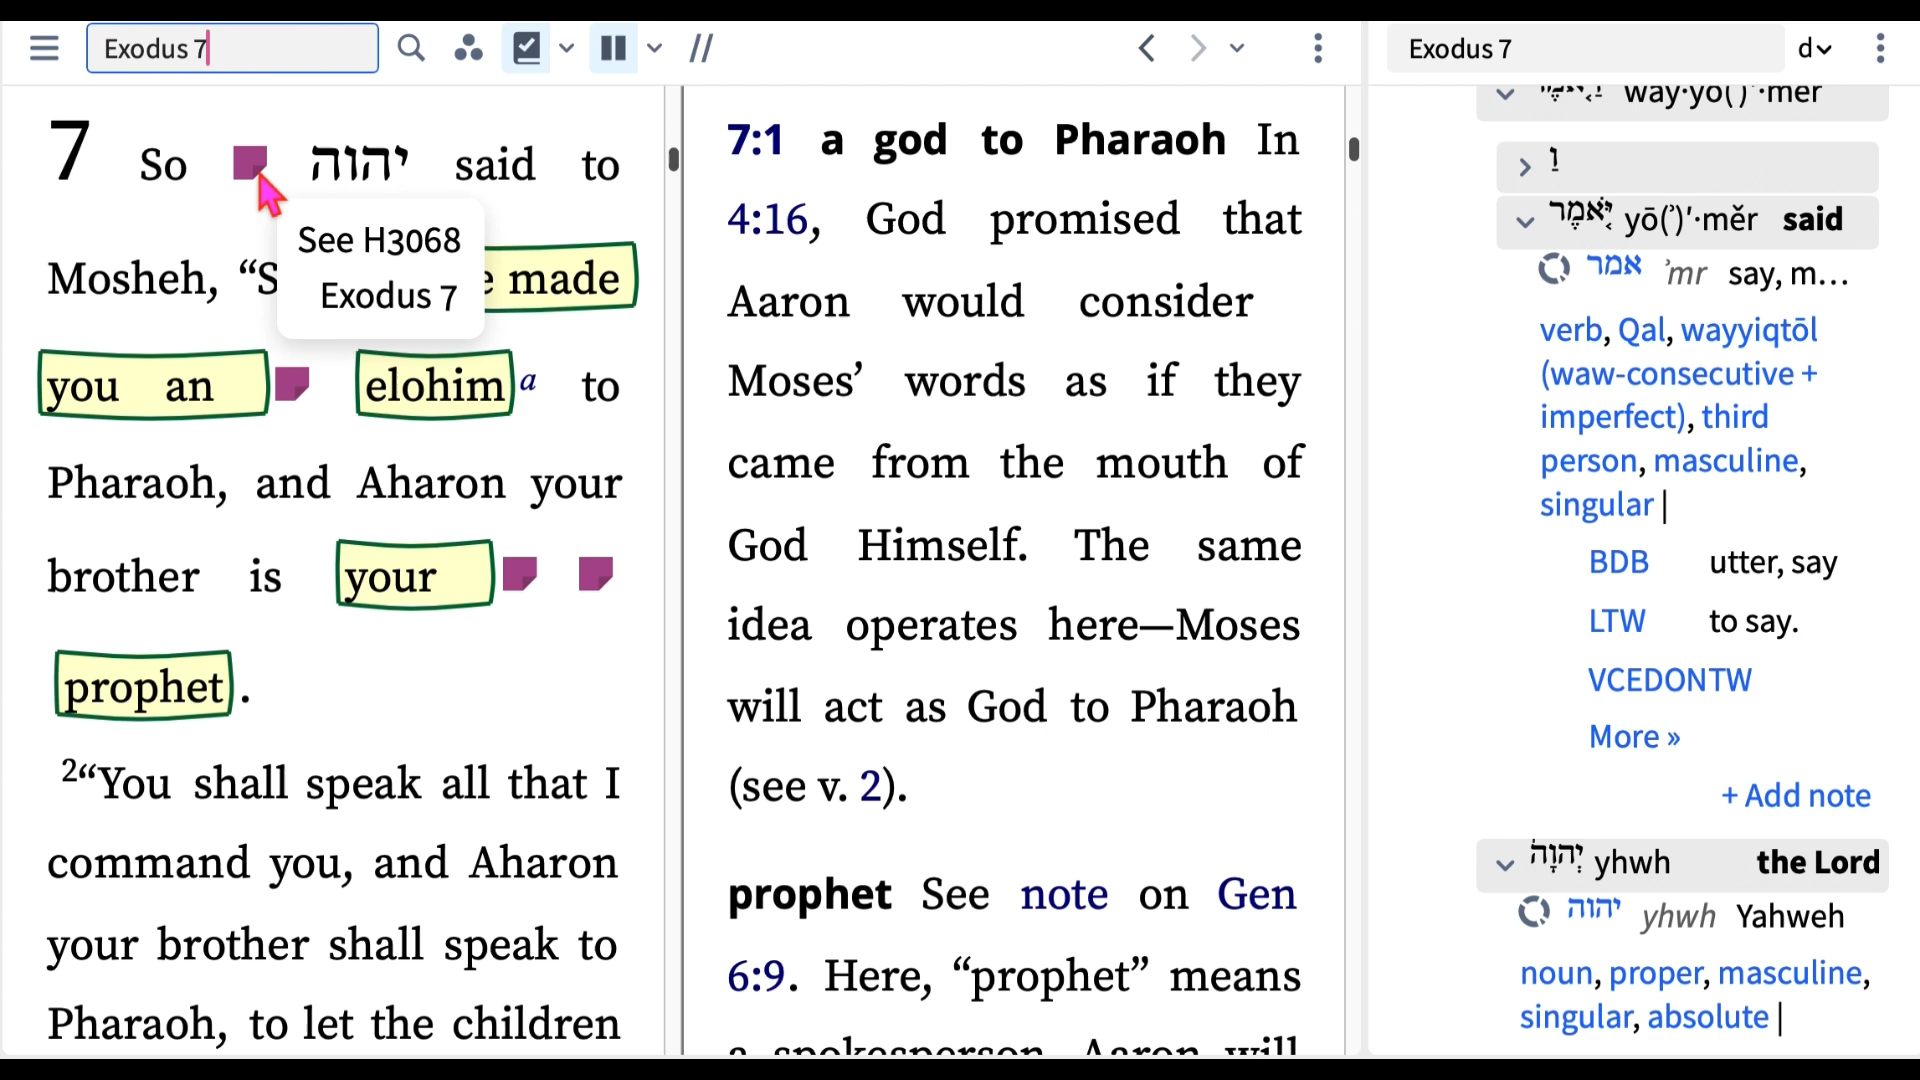 Exodus 7
//
Exodus 7
d
7 So יהוה said to
See H3068
Exodus 7
Mosheh, “S e made
you an elohim a to
Pharaoh, and Aharon your
brother is your
prophet.
2“You shall speak all that I
command you, and Aharon
your brother shall speak to
Pharaoh, to let the children
7:1 a god to Pharaoh In
4:16, God promised that
Aaron would consider
Moses’ words as if they
came from the mouth of
God Himself. The same
idea operates here—Moses
will act as God to Pharaoh
(see v. 2).
prophet See note on Gen
6:9. Here, “prophet” means
a spokesperson. Aaron will
way·yō(ʾ)ʹ·mer
וַ
יֹּ֤אמֶר yō(ʾ)ʹ·měr said
אמר ʾmr say, m…
verb, Qal, wayyiqtōl
(waw-consecutive +
imperfect), third
person, masculine,
singular |
BDB utter, say
LTW to say.
VCEDONTW
More »
+ Add note
יְהוָה֙ yhwh the Lord
יהוה yhwh Yahweh
noun, proper, masculine,
singular, absolute |